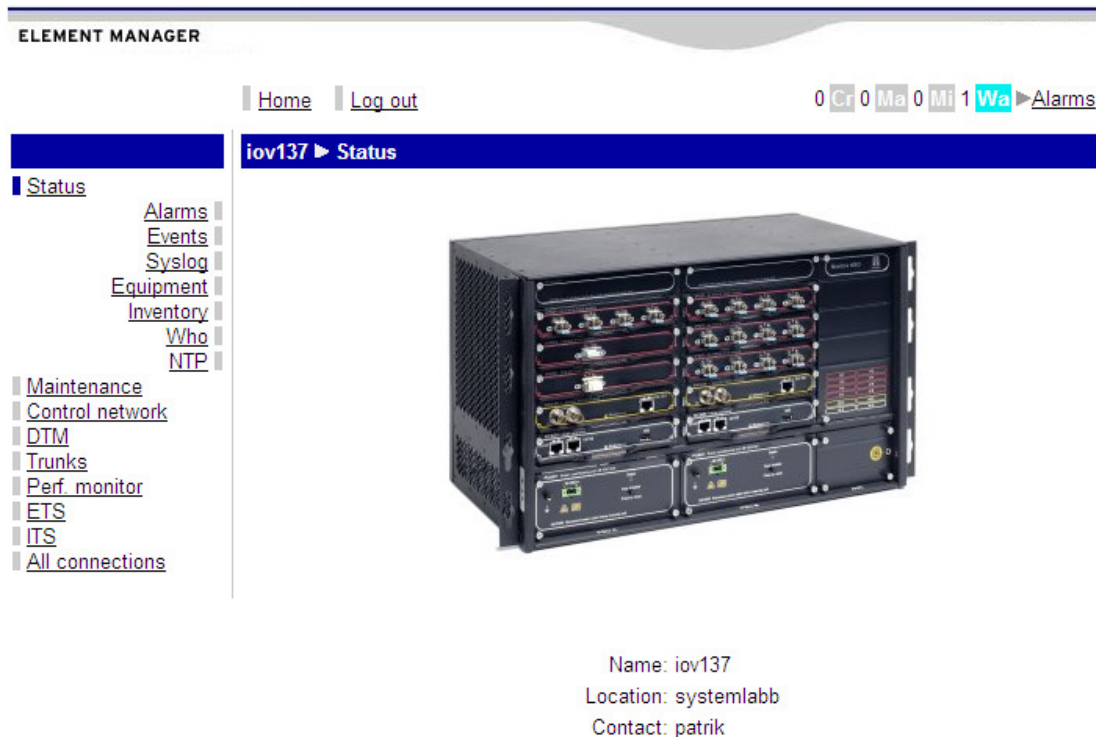 ELEMENT MANAGER
Home Log out 0 Cr 0 Ma 0 Mi 1 Wa Alarms
iov137 Status
Status
Alarms
Events
Syslog
Equipment
Inventory
Who
NTP
Maintenance
Control network
DTM
Trunks
Perf. monitor
ETS
ITS
All connections
Name: iov137
Location: systemlabb
Contact: patrik